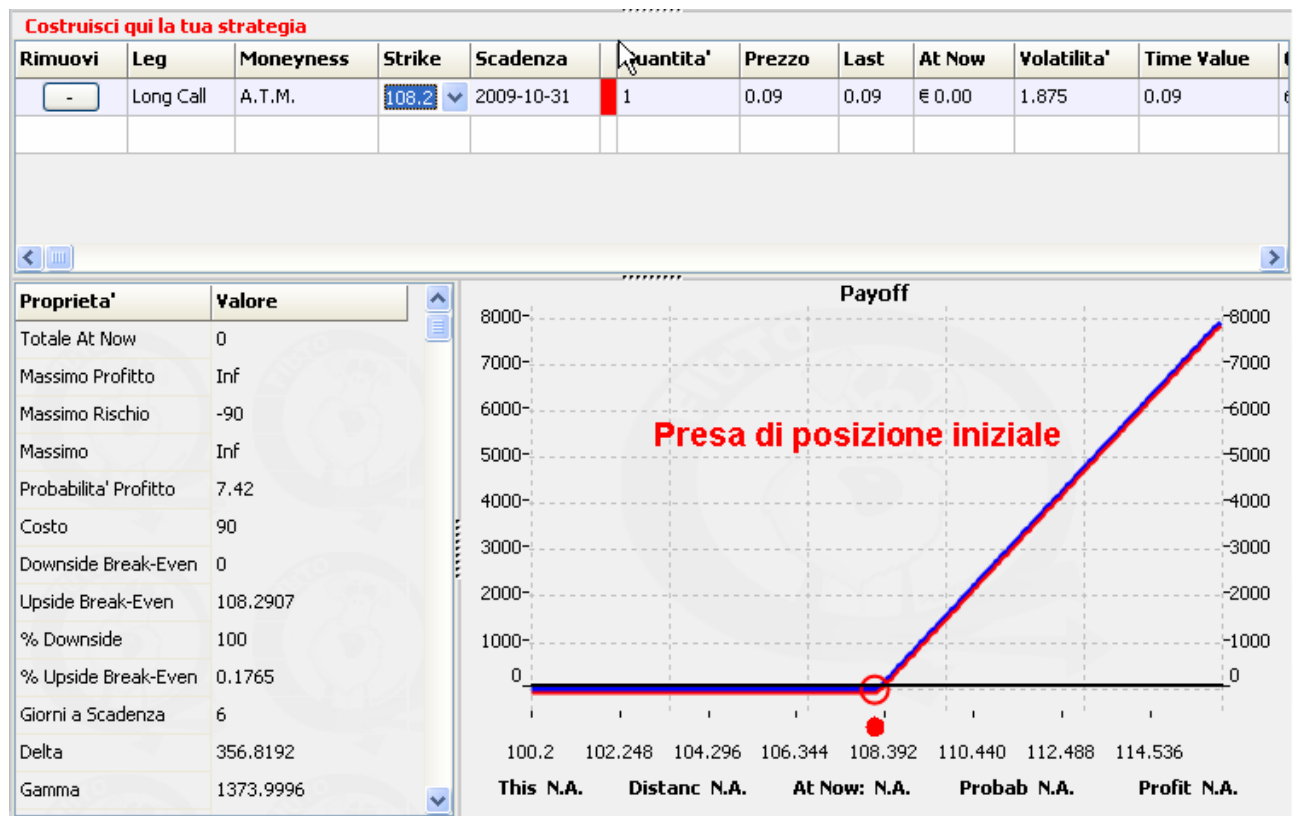 Costruisci qui la tua strategia
Rimuovi Leg Moneyness Strike Scadenza Quantita' Prezzo Last At Now Volatilita' Time Value
- Long Call A.T.M. 108.2 2009-10-31 1 0.09 0.09 € 0.00 1.875 0.09
Proprieta' Valore
Totale At Now 0
Massimo Profitto Inf
Massimo Rischio -90
Massimo Inf
Probabilita' Profitto 7.42
Costo 90
Downside Break-Even 0
Upside Break-Even 108.2907
% Downside 100
% Upside Break-Even 0.1765
Giorni a Scadenza 6
Delta 356.8192
Gamma 1373.9996
Payoff
8000 8000
7000 7000
6000 6000
Presa di posizione iniziale
5000 5000
4000 4000
3000 3000
2000 2000
1000 1000
0 0
100.2 102.248 104.296 106.344 108.392 110.440 112.488 114.536
This N.A. Distanc N.A. At Now: N.A. Probab N.A. Profit N.A.